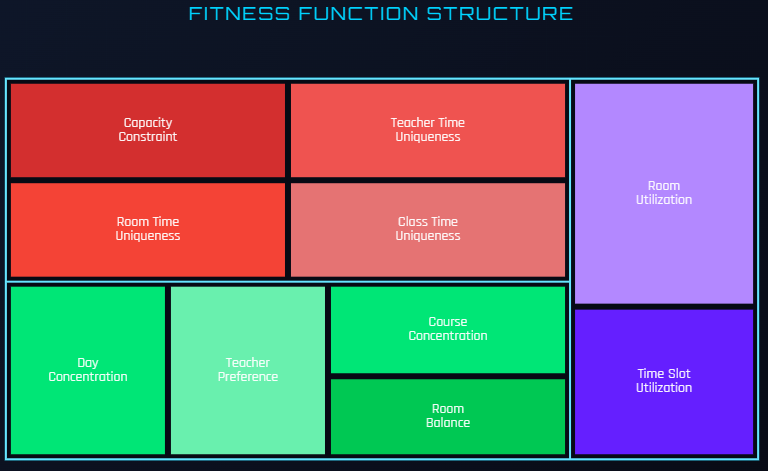 FITNESS FUNCTION STRUCTURE
Capacity
Constraint
Teacher Time
Uniqueness
Room Time
Uniqueness
Class Time
Uniqueness
Room
Utilization
Day
Concentration
Teacher
Preference
Course
Concentration
Room
Balance
Time Slot
Utilization